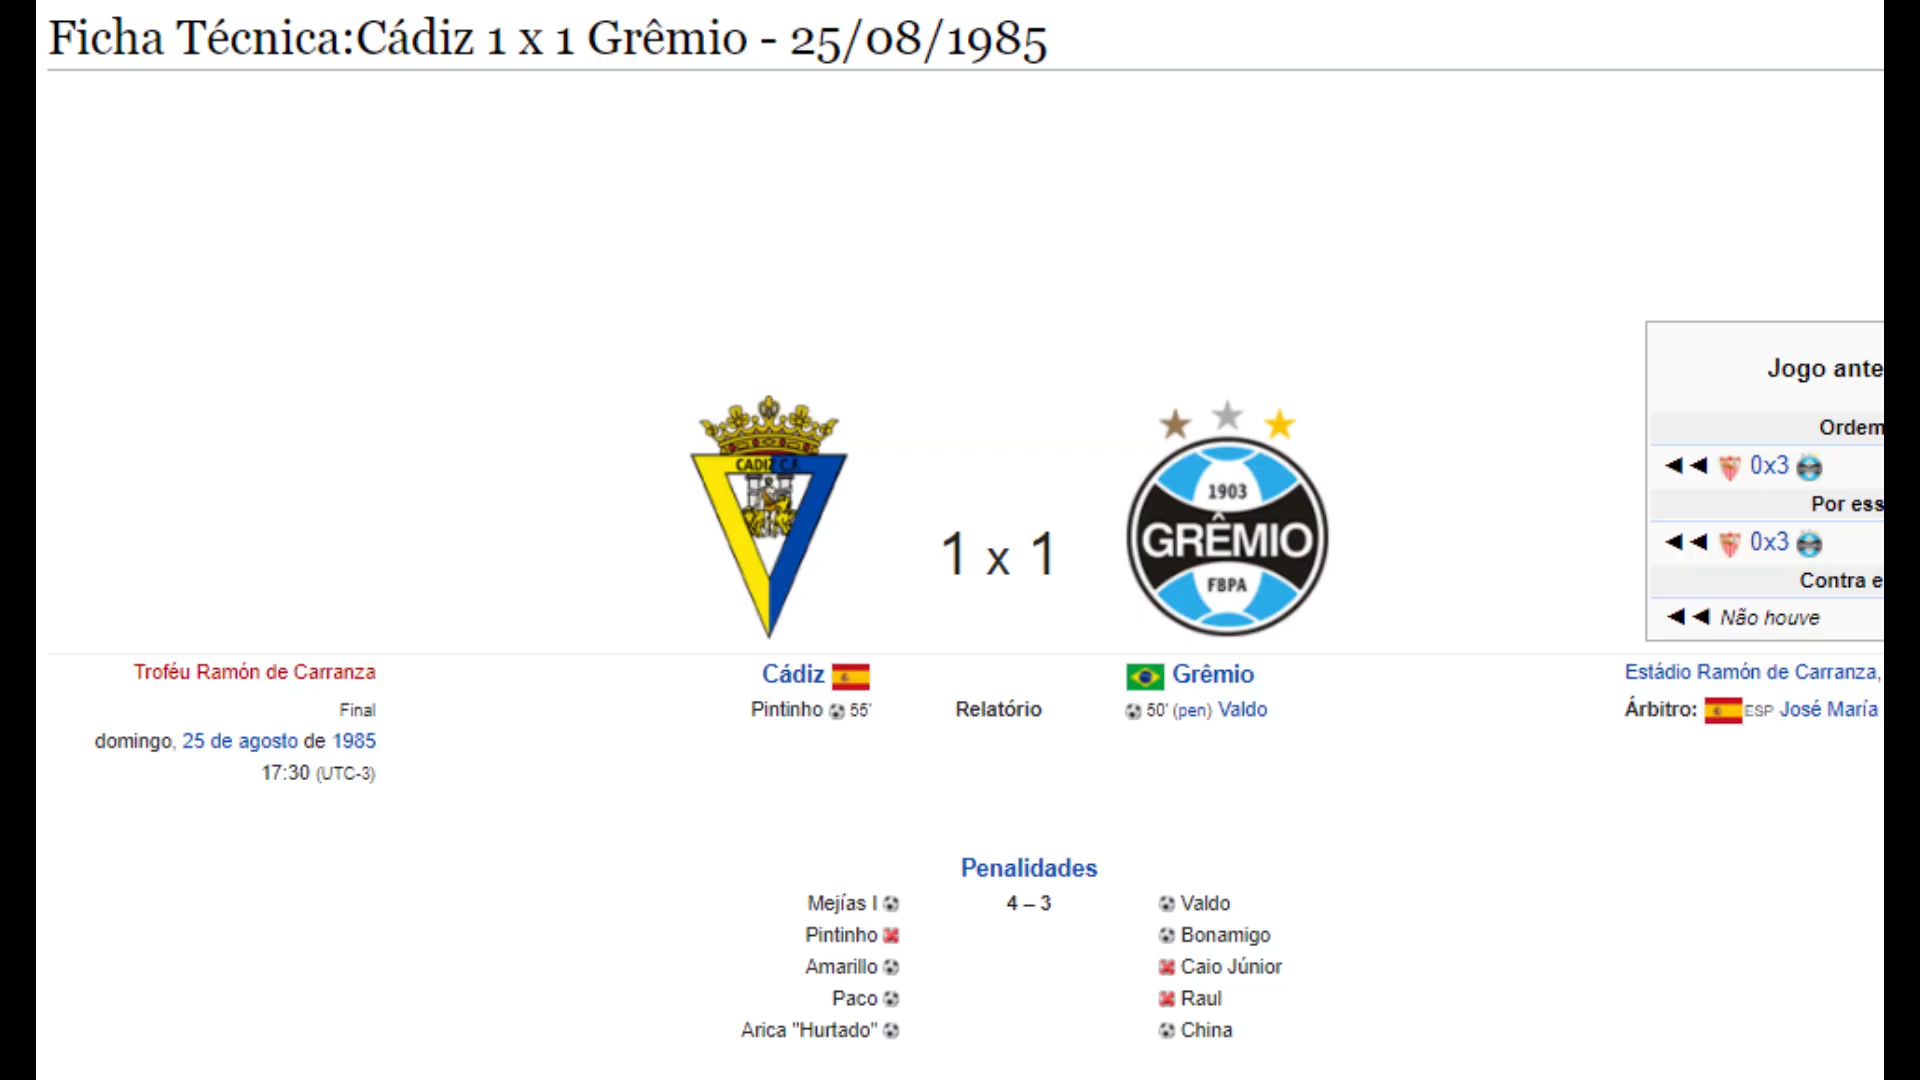 Ficha Técnica:Cádiz 1 x 1 Grêmio - 25/08/1985
Jogo ante
Ordem
0x3
Por ess
0x3
Contra e
Não houve
CADIZ C.F.
1903
GRÊMIO
FBPA
1 x 1
Troféu Ramón de Carranza
Final
domingo, 25 de agosto de 1985
17:30 (UTC-3)
Cádiz
Pintinho 55'
Relatório
Grêmio
50' (pen) Valdo
Estádio Ramón de Carranza,
Árbitro: ESP José María
Penalidades
Mejías I 4 – 3 Valdo
Pintinho Bonamigo
Amarillo Caio Júnior
Paco Raul
Arica "Hurtado" China